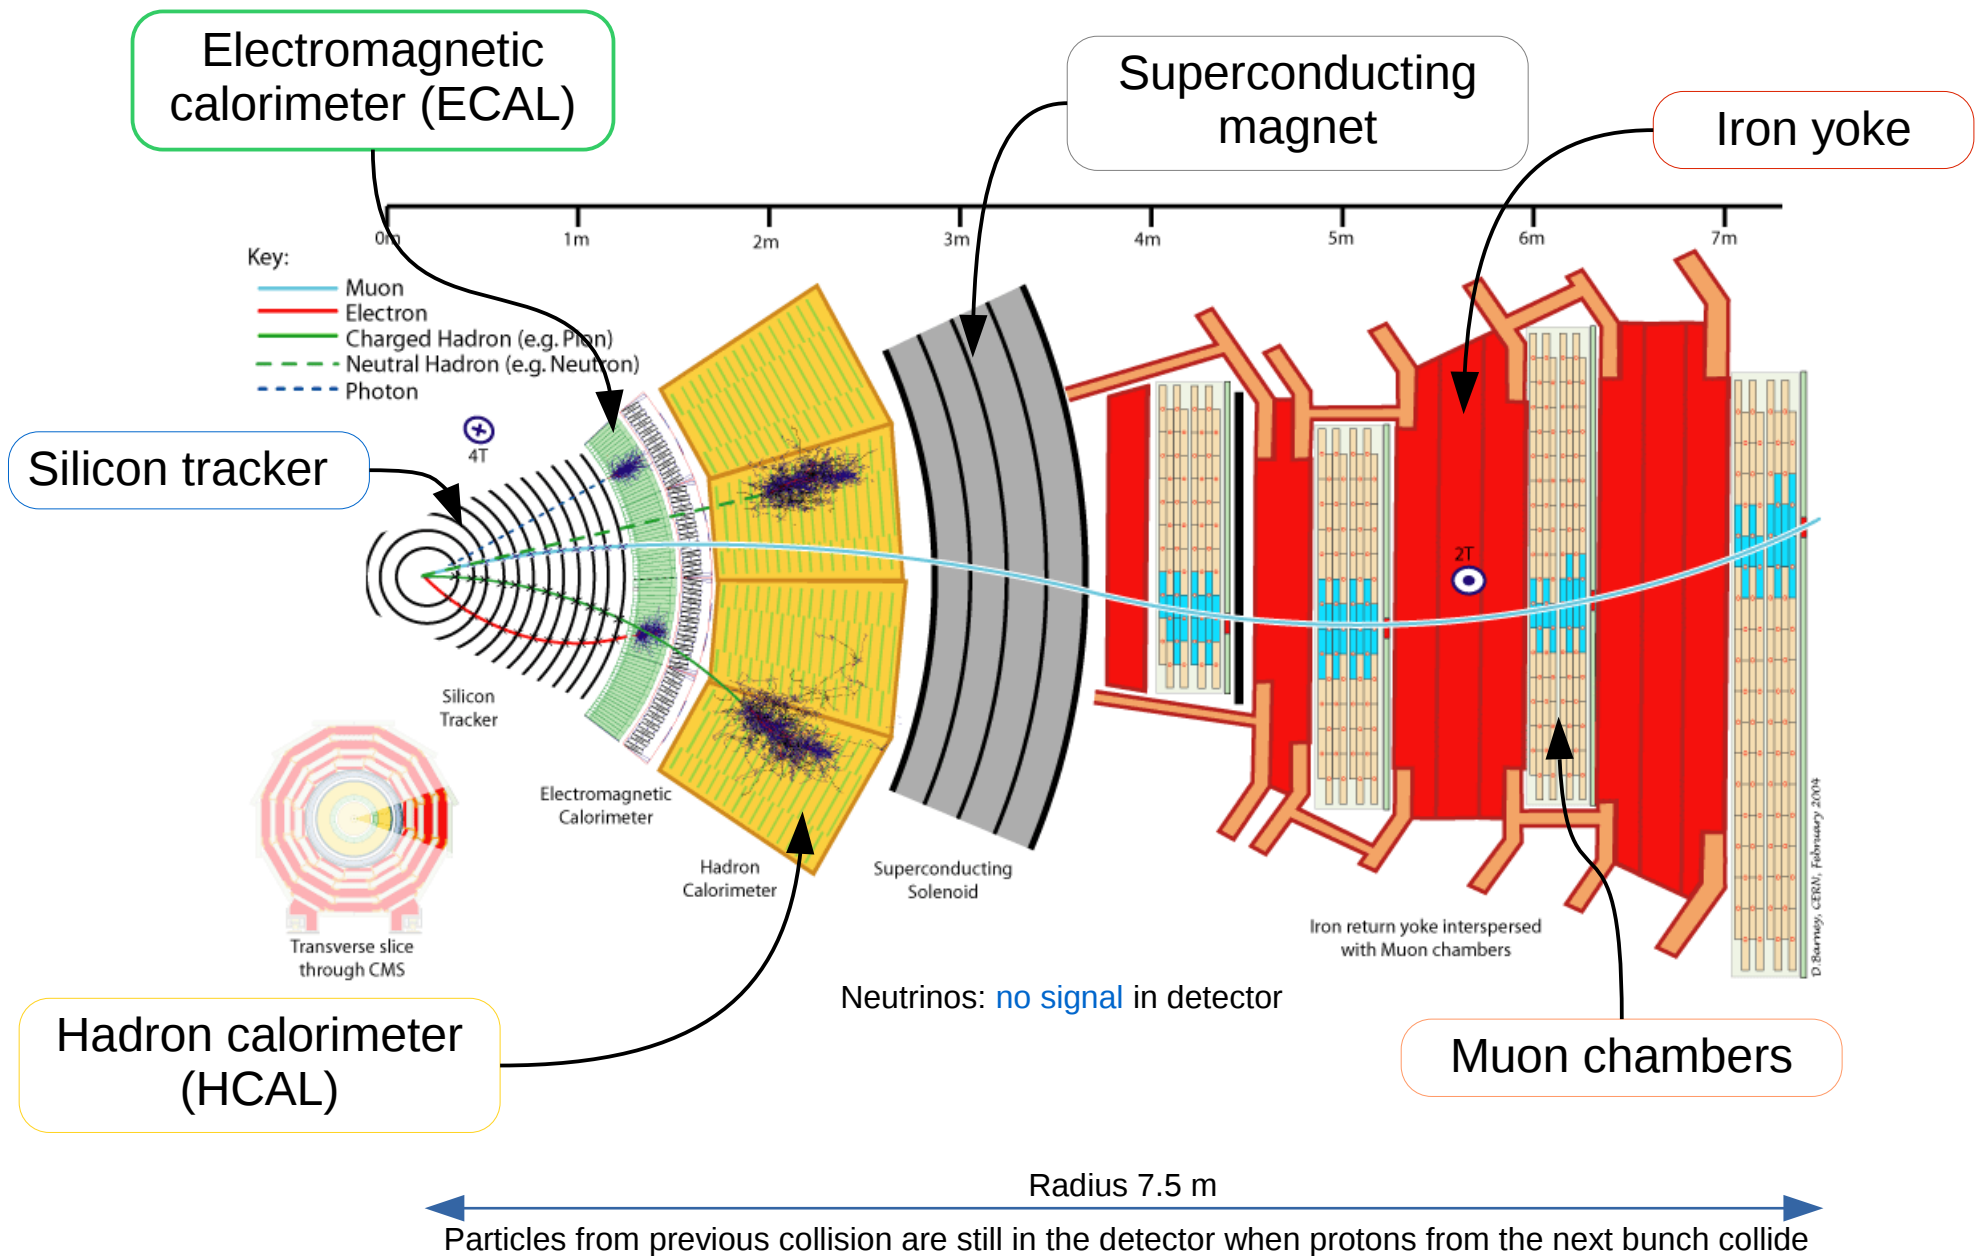 Electromagnetic
calorimeter (ECAL)
Superconducting
magnet
Iron yoke
0m
1m
2m
3m
4m
5m
6m
7m
Key:
Muon
Electron
Charged Hadron (e.g. Pion)
Neutral Hadron (e.g. Neutron)
Photon
4T
Silicon tracker
2T
Silicon
Tracker
Electromagnetic
Calorimeter
Hadron
Calorimeter
Superconducting
Solenoid
Iron return yoke interspersed
with Muon chambers
D.Barney, CERN, February 2004
Transverse slice
through CMS
Neutrinos: no signal in detector
Hadron calorimeter
(HCAL)
Muon chambers
Radius 7.5 m
Particles from previous collision are still in the detector when protons from the next bunch collide